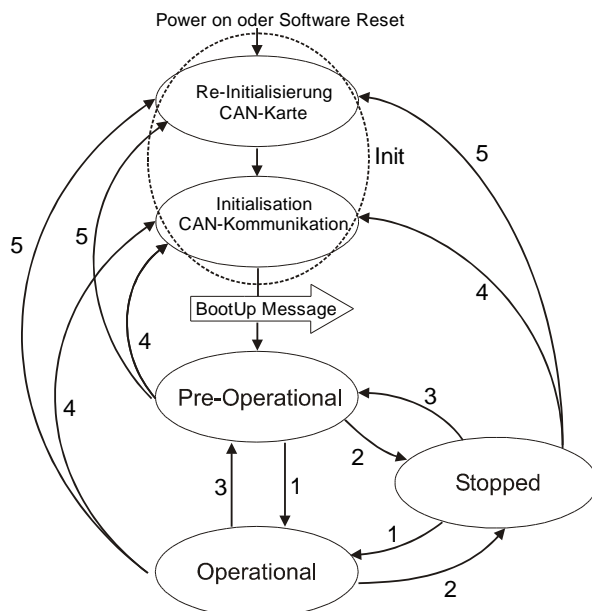 Power on oder Software Reset
Re-Initialisierung
CAN-Karte
Init
5
Initialisation
CAN-Kommunikation
5
5
4
BootUp Message
4
3
4
Pre-Operational
2
Stopped
3
1
1
Operational
2